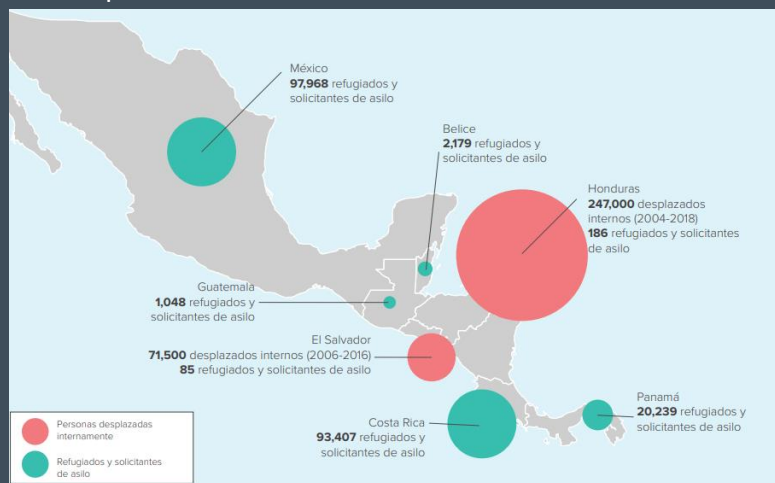 México
97,968 refugiados y
solicitantes de asilo
Belice
2,179 refugiados y
solicitantes de asilo
Honduras
247,000 desplazados
internos (2004-2018)
186 refugiados y solicitantes
de asilo
Guatemala
1,048 refugiados y
solicitantes de asilo
El Salvador
71,500 desplazados internos (2006-2016)
85 refugiados y solicitantes de asilo
Costa Rica
93,407 refugiados y
solicitantes de asilo
Panamá
20,239 refugiados y
solicitantes de asilo
Personas desplazadas
internamente
Refugiados y solicitantes
de asilo